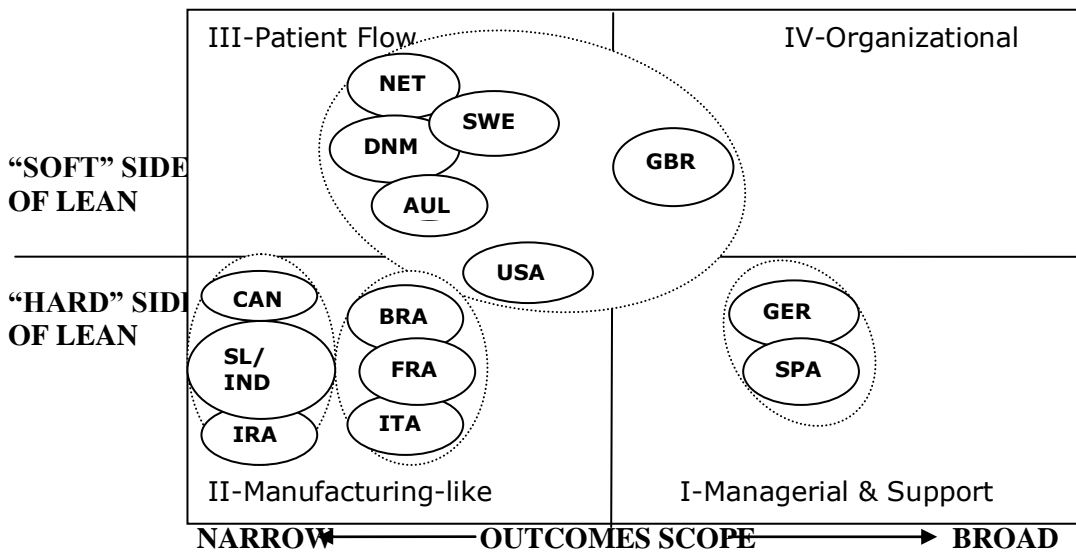 III-Patient Flow
IV-Organizational
NET
SWE
DNM
GBR
“SOFT” SIDE
OF LEAN
AUL
USA
“HARD” SIDE
OF LEAN
CAN
BRA
GER
SL/
IND
FRA
SPA
IRA
ITA
II-Manufacturing-like
I-Managerial & Support
NARROW OUTCOMES SCOPE BROAD